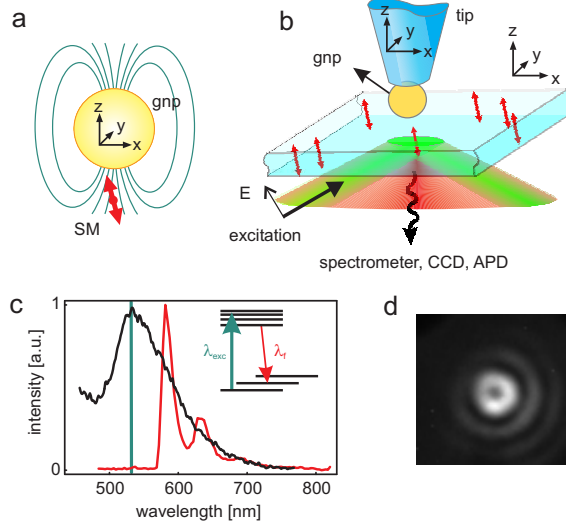 a
gnp
z
y
x
SM
b
tip
z
y
x
gnp
z
y
x
E
excitation
spectrometer, CCD, APD
c
1
intensity [a.u.]
0
λexc
λf
500
600
700
800
wavelength [nm]
d